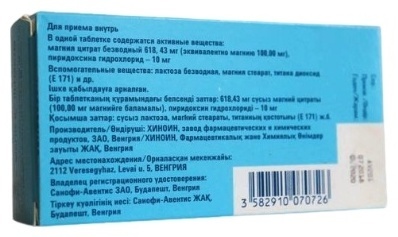 Для приема внутрь
В одной таблетке содержатся активные вещества:
магния цитрат безводный 618, 43 мг (эквивалентно магнию 100,00 мг),
пиридоксина гидрохлорид – 10 мг
Вспомогательные вещества: лактоза безводная, магния стеарат, титана диоксид
(Е 171) и др.
Ішке қабылдауға арналған.
Бір таблетканың құрамындағы белсенді заттар: 618,43 мг сусыз магний цитраты
(100,00 мг магнийге баламалы), пиридоксин гидрохлориді – 10 мг.
Қосымша заттар: сусыз лактоза, магний стеараты, титанның қостотығы (Е 171) ж.б.
Производитель/Өндіруші: ХИНОИН, завод фармацевтических и химических
продуктов, ЗАО, Венгрия/ХИНОИН, Фармацевтикалық және Химиялық Өнімдер
зауыты ЖАҚ, Венгрия
Адрес местонахождения/Орналасқан мекенжайы:
2112 Veresegyhaz, Levai u. 5, ВЕНГРИЯ
Владелец регистрационного удостоверения:
Санофи-Авентис ЗАО, Будапешт, Венгрия
Тіркеу куәлігінің иесі: Санофи-Авентис ЖАҚ,
Будапешт, Венгрия
3 582910 070726